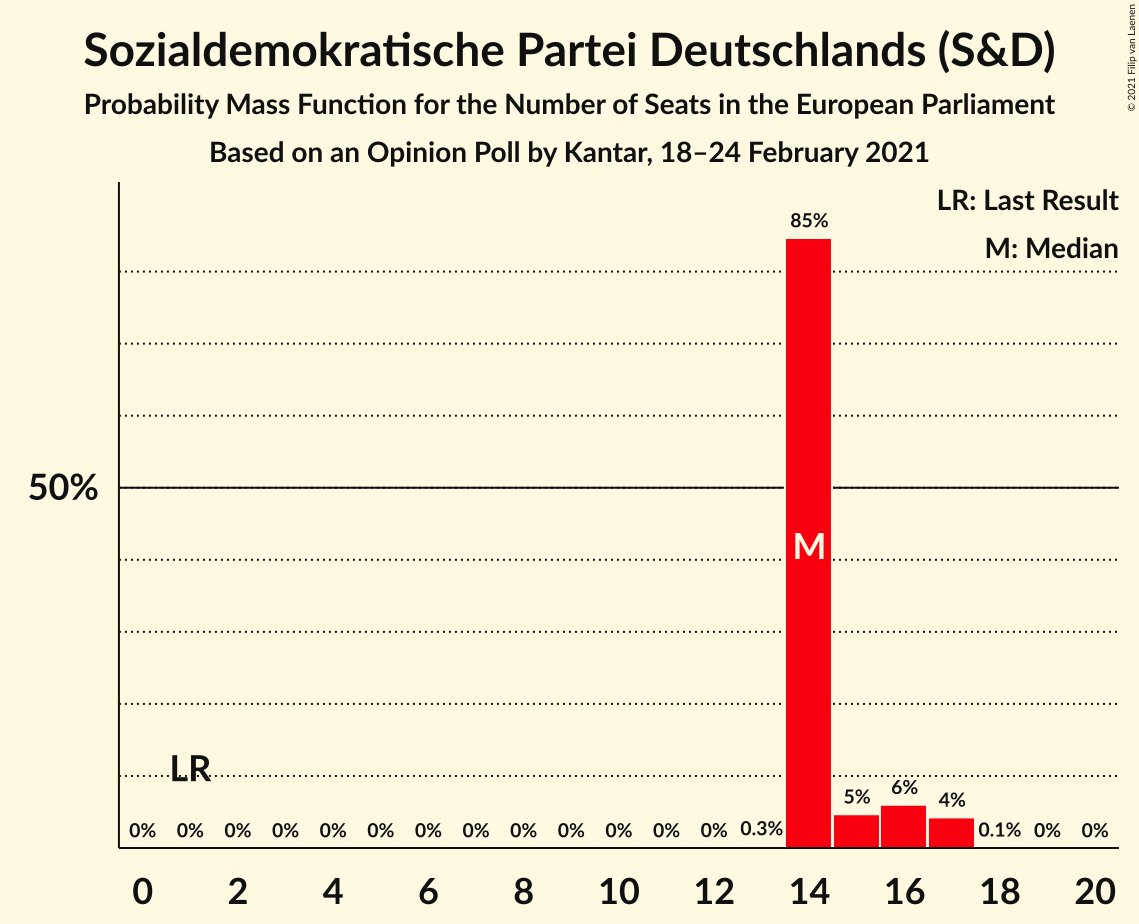 Sozialdemokratische Partei Deutschlands (S&D)
Probability Mass Function for the Number of Seats in the European Parliament
Based on an Opinion Poll by Kantar, 18–24 February 2021
© 2021 Filip van Laenen
LR: Last Result
M: Median
85%
50%
M
LR
0% 0% 0% 0% 0% 0% 0% 0% 0% 0% 0% 0% 0% 0.3% 5% 6% 4% 0.1% 0% 0%
0 2 4 6 8 10 12 14 16 18 20